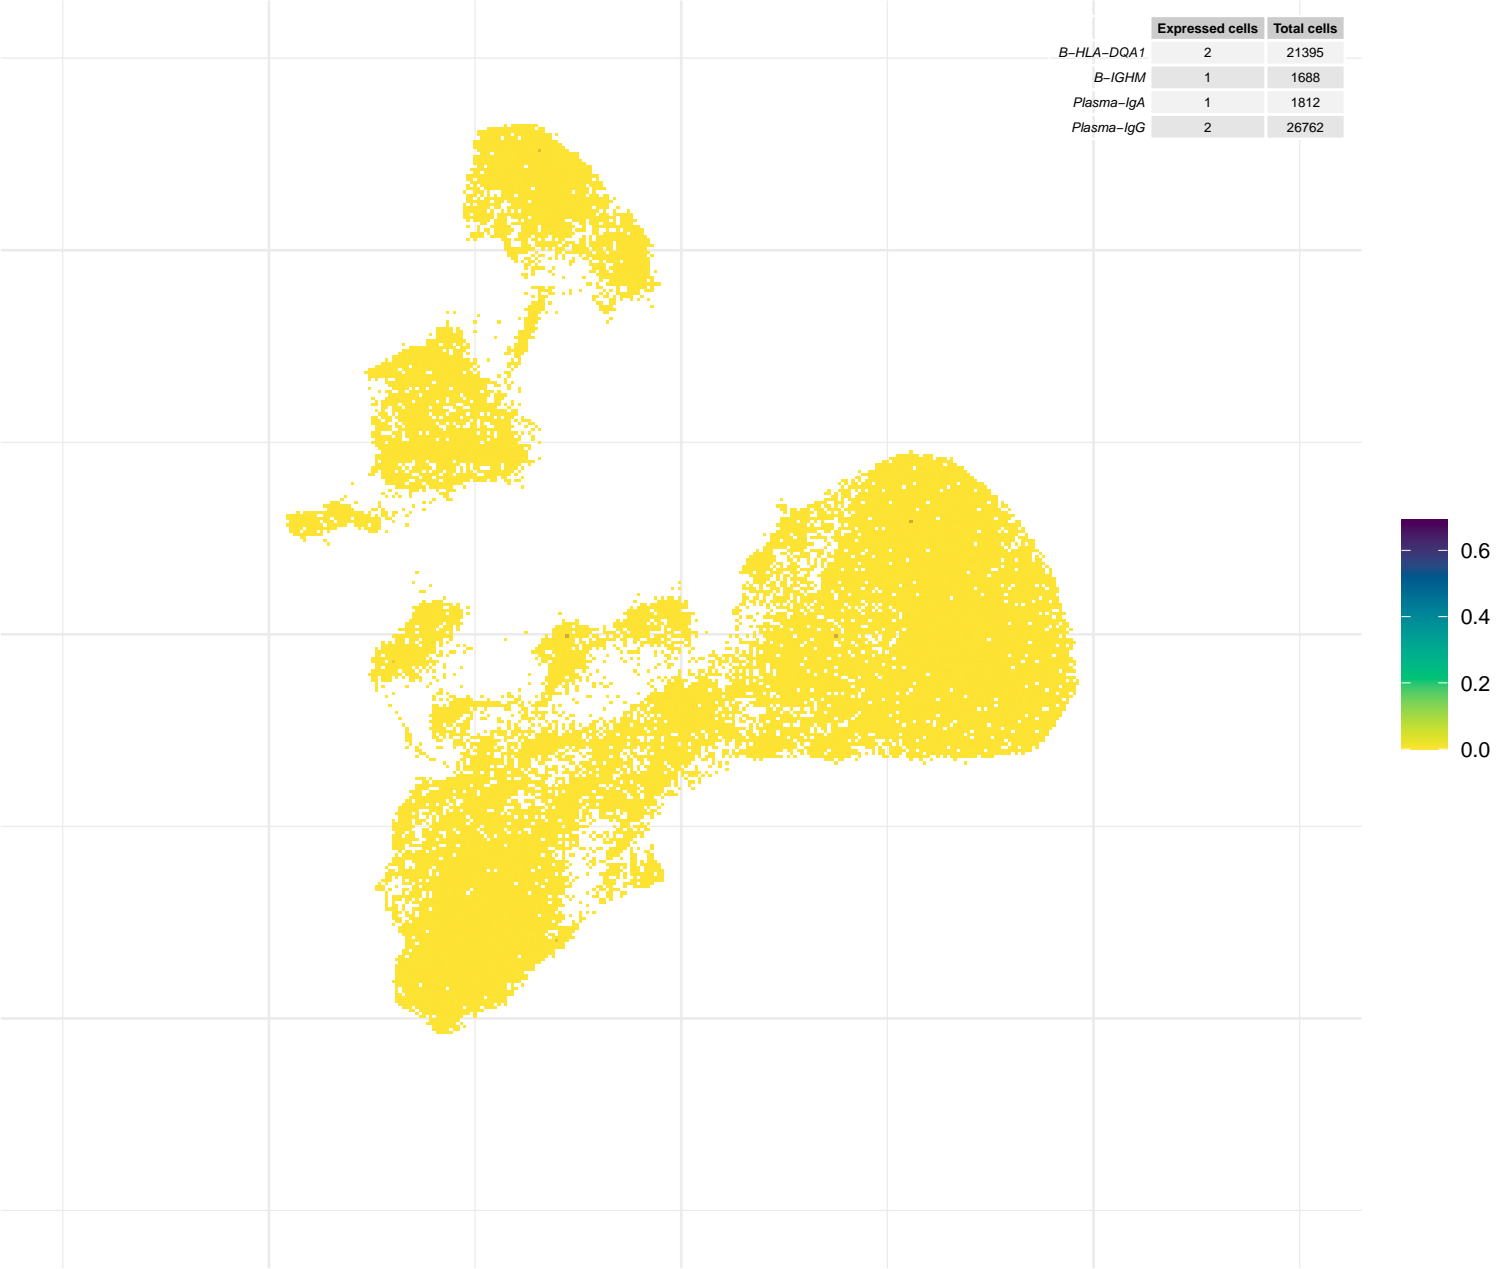 Expressed cells Total cells
B−HLA−DQA1 2 21395
B−IGHM 1 1688
Plasma−IgA 1 1812
Plasma−IgG 2 26762
0.6
0.4
0.2
0.0